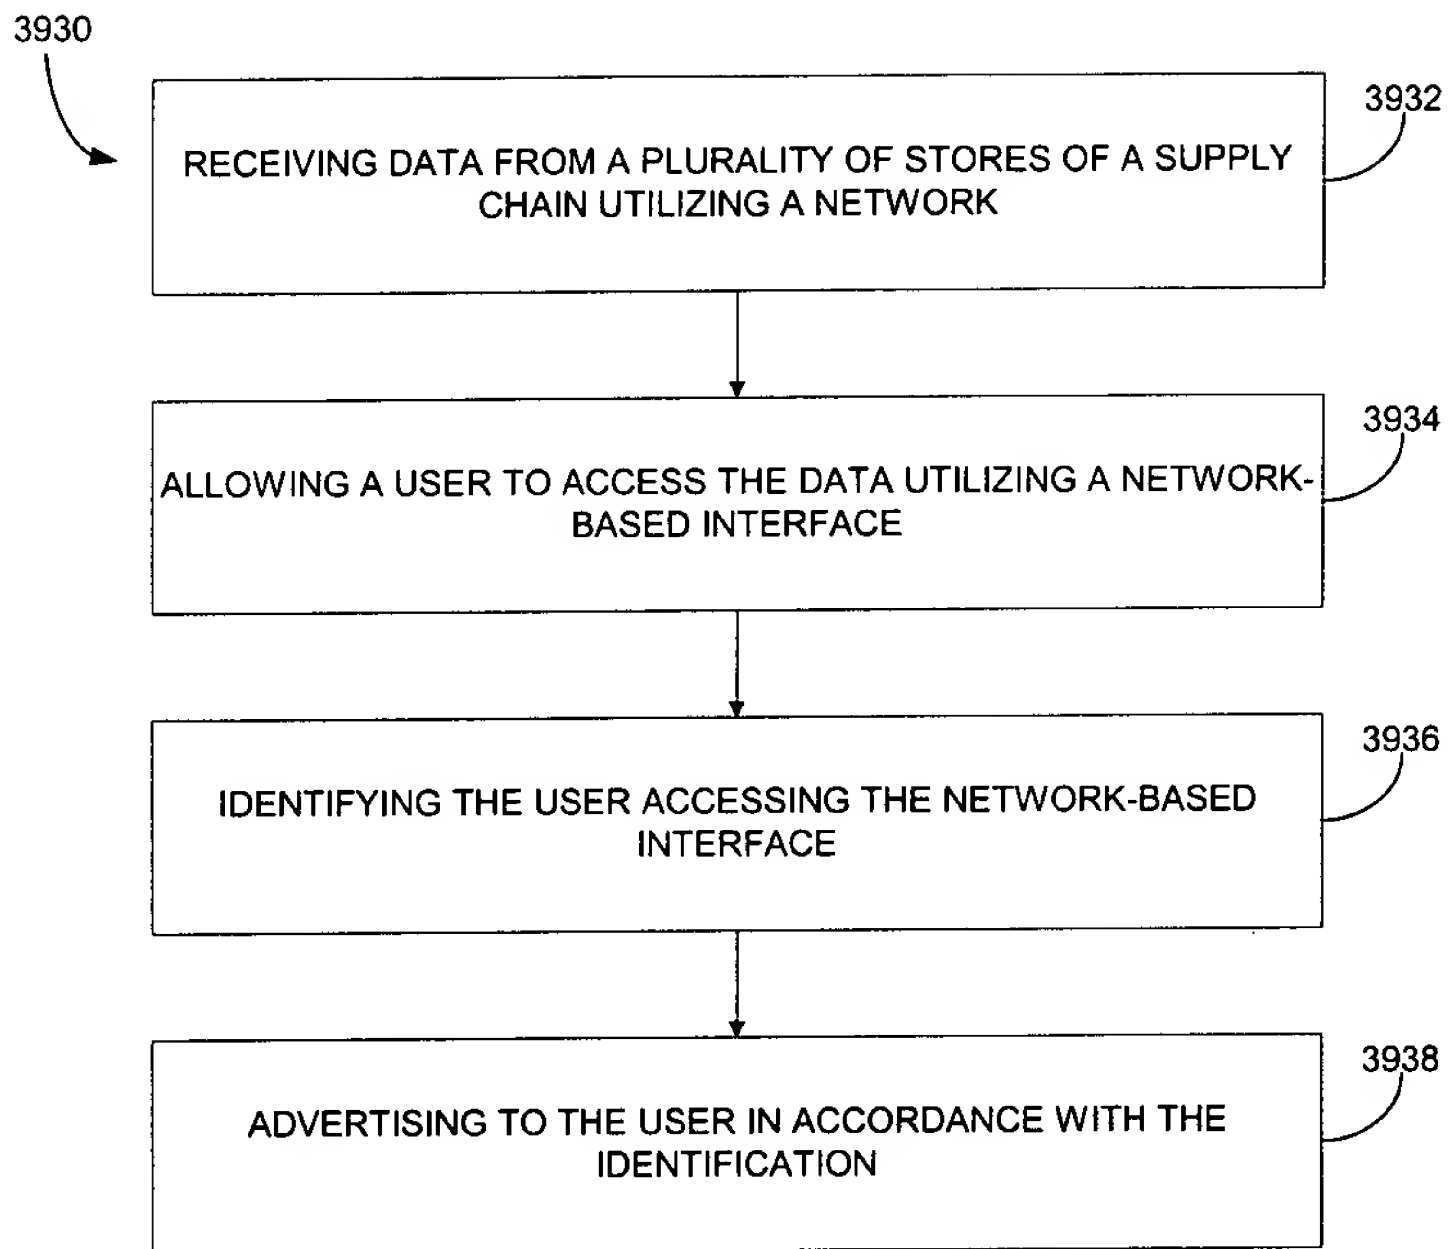 3930
3932
RECEIVING DATA FROM A PLURALITY OF STORES OF A SUPPLY
CHAIN UTILIZING A NETWORK
3934
ALLOWING A USER TO ACCESS THE DATA UTILIZING A NETWORK-
BASED INTERFACE
3936
IDENTIFYING THE USER ACCESSING THE NETWORK-BASED
INTERFACE
3938
ADVERTISING TO THE USER IN ACCORDANCE WITH THE
IDENTIFICATION